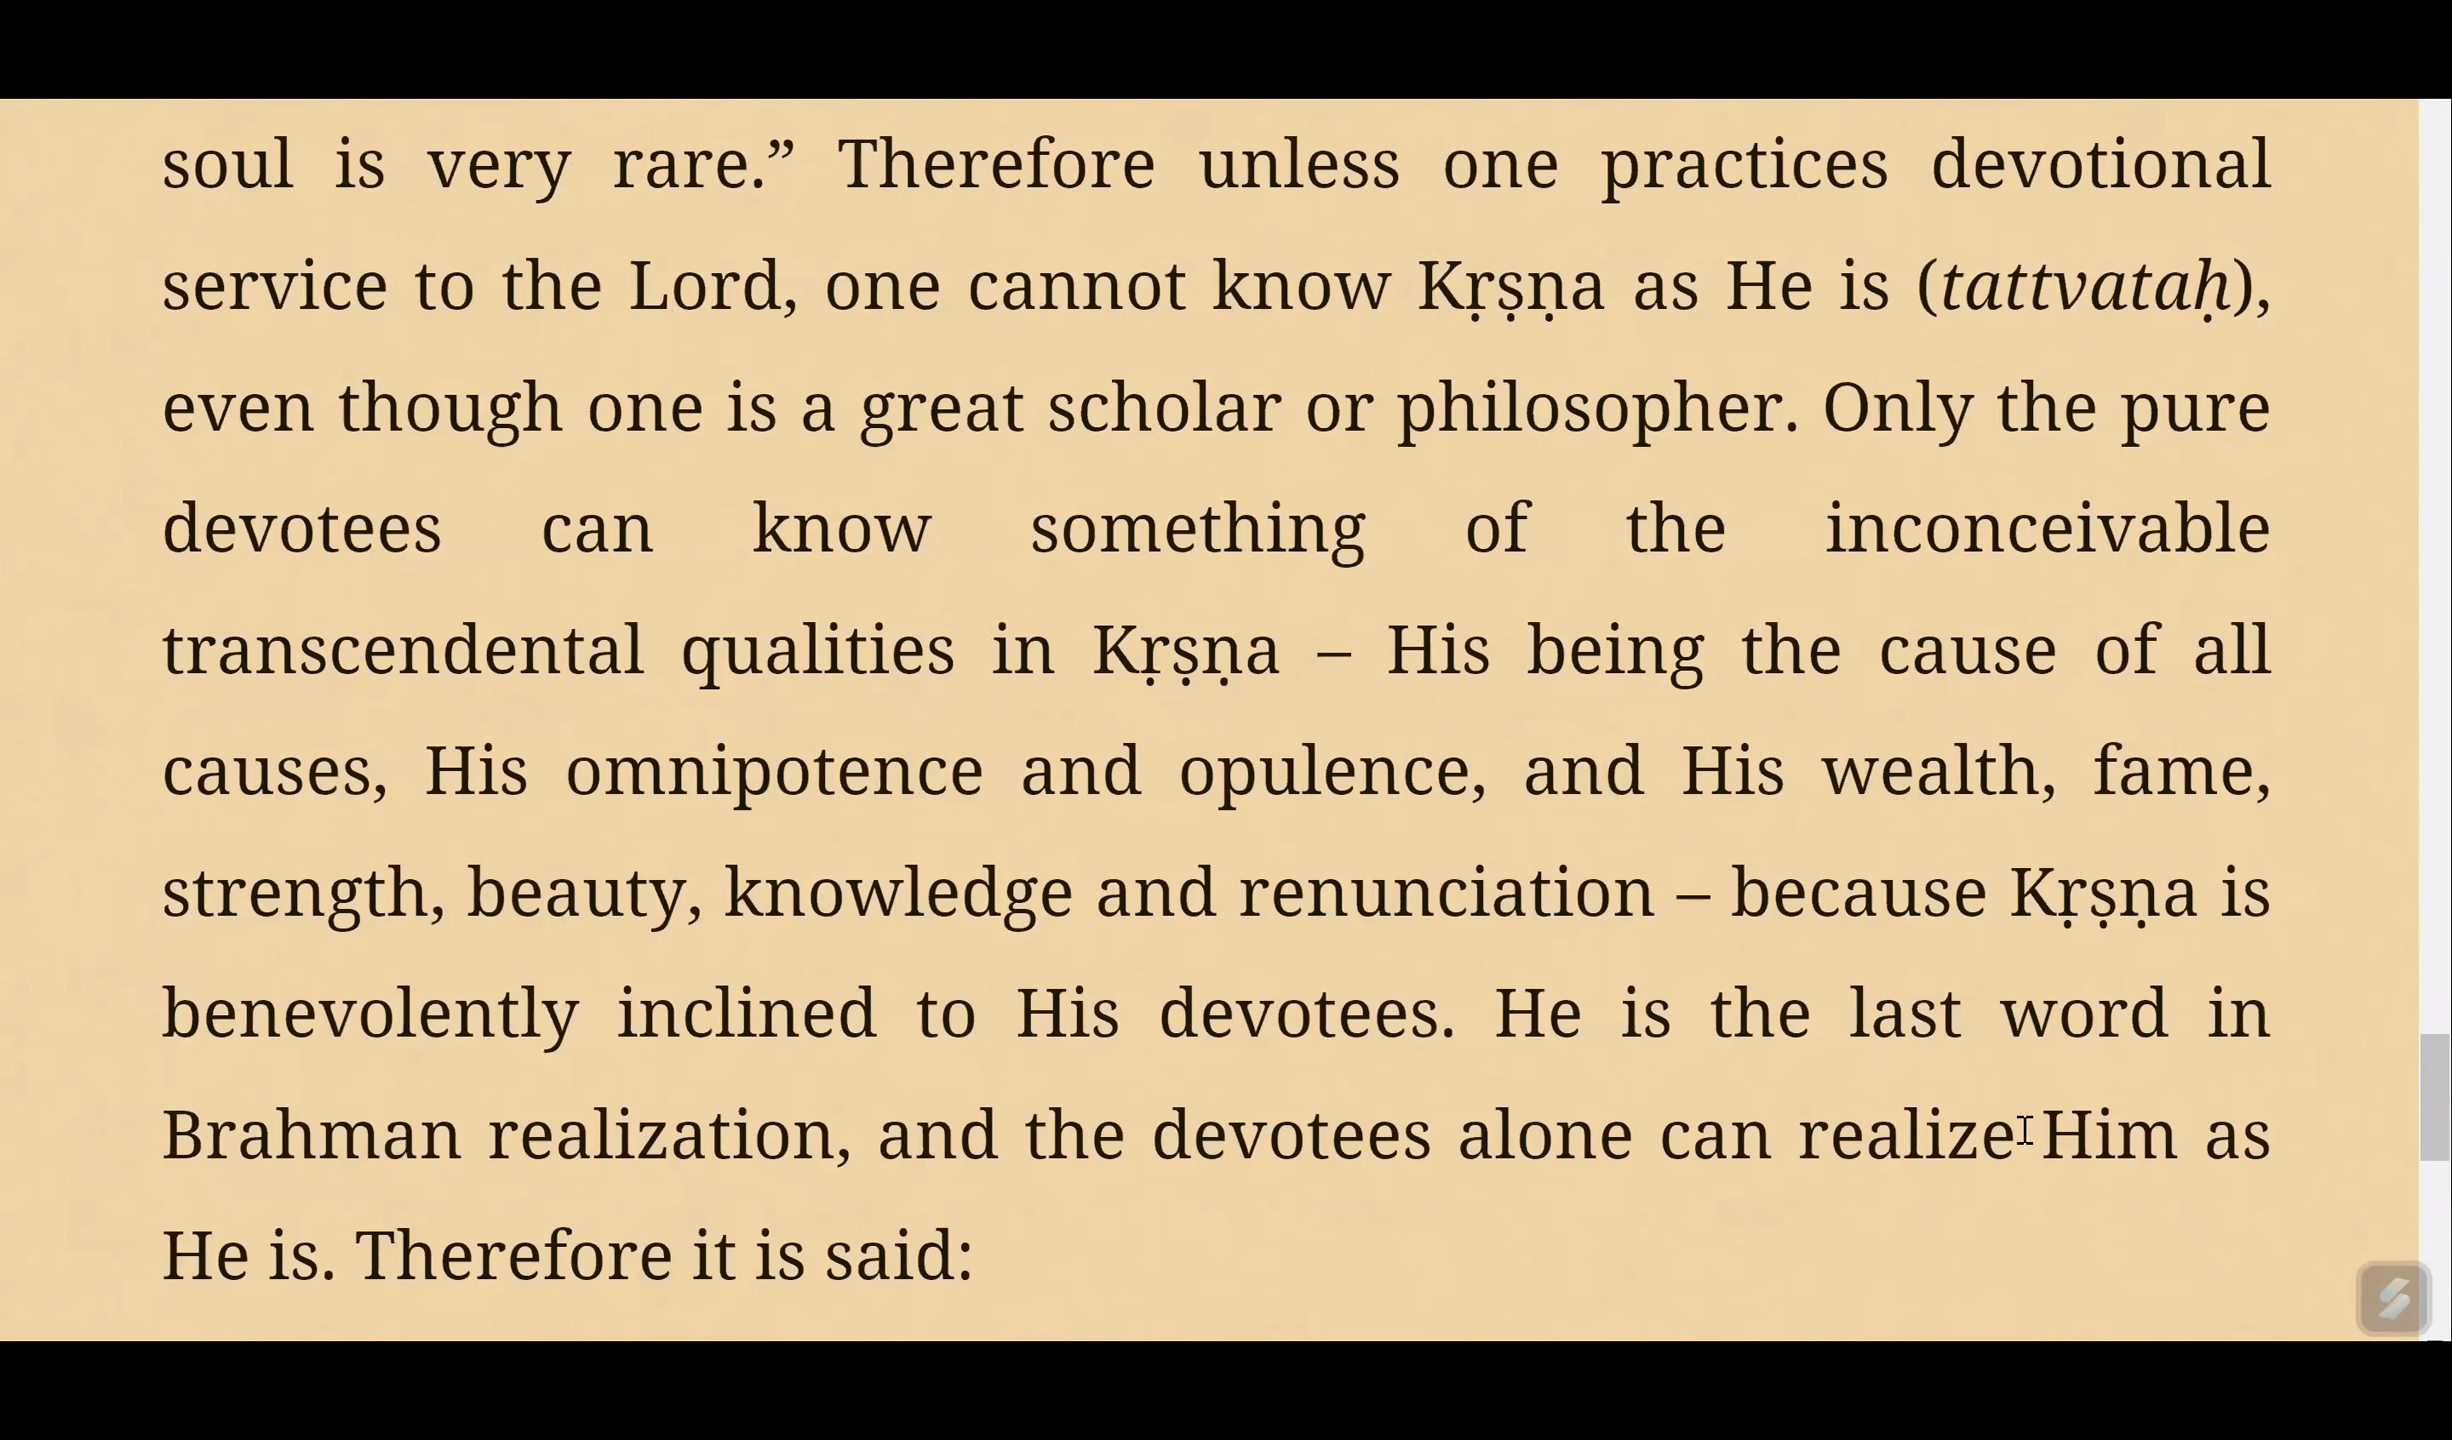 soul is very rare.” Therefore unless one practices devotional
service to the Lord, one cannot know Kṛṣṇa as He is (tattvataḥ),
even though one is a great scholar or philosopher. Only the pure
devotees can know something of the inconceivable
transcendental qualities in Kṛṣṇa – His being the cause of all
causes, His omnipotence and opulence, and His wealth, fame,
strength, beauty, knowledge and renunciation – because Kṛṣṇa is
benevolently inclined to His devotees. He is the last word in
Brahman realization, and the devotees alone can realize Him as
He is. Therefore it is said: